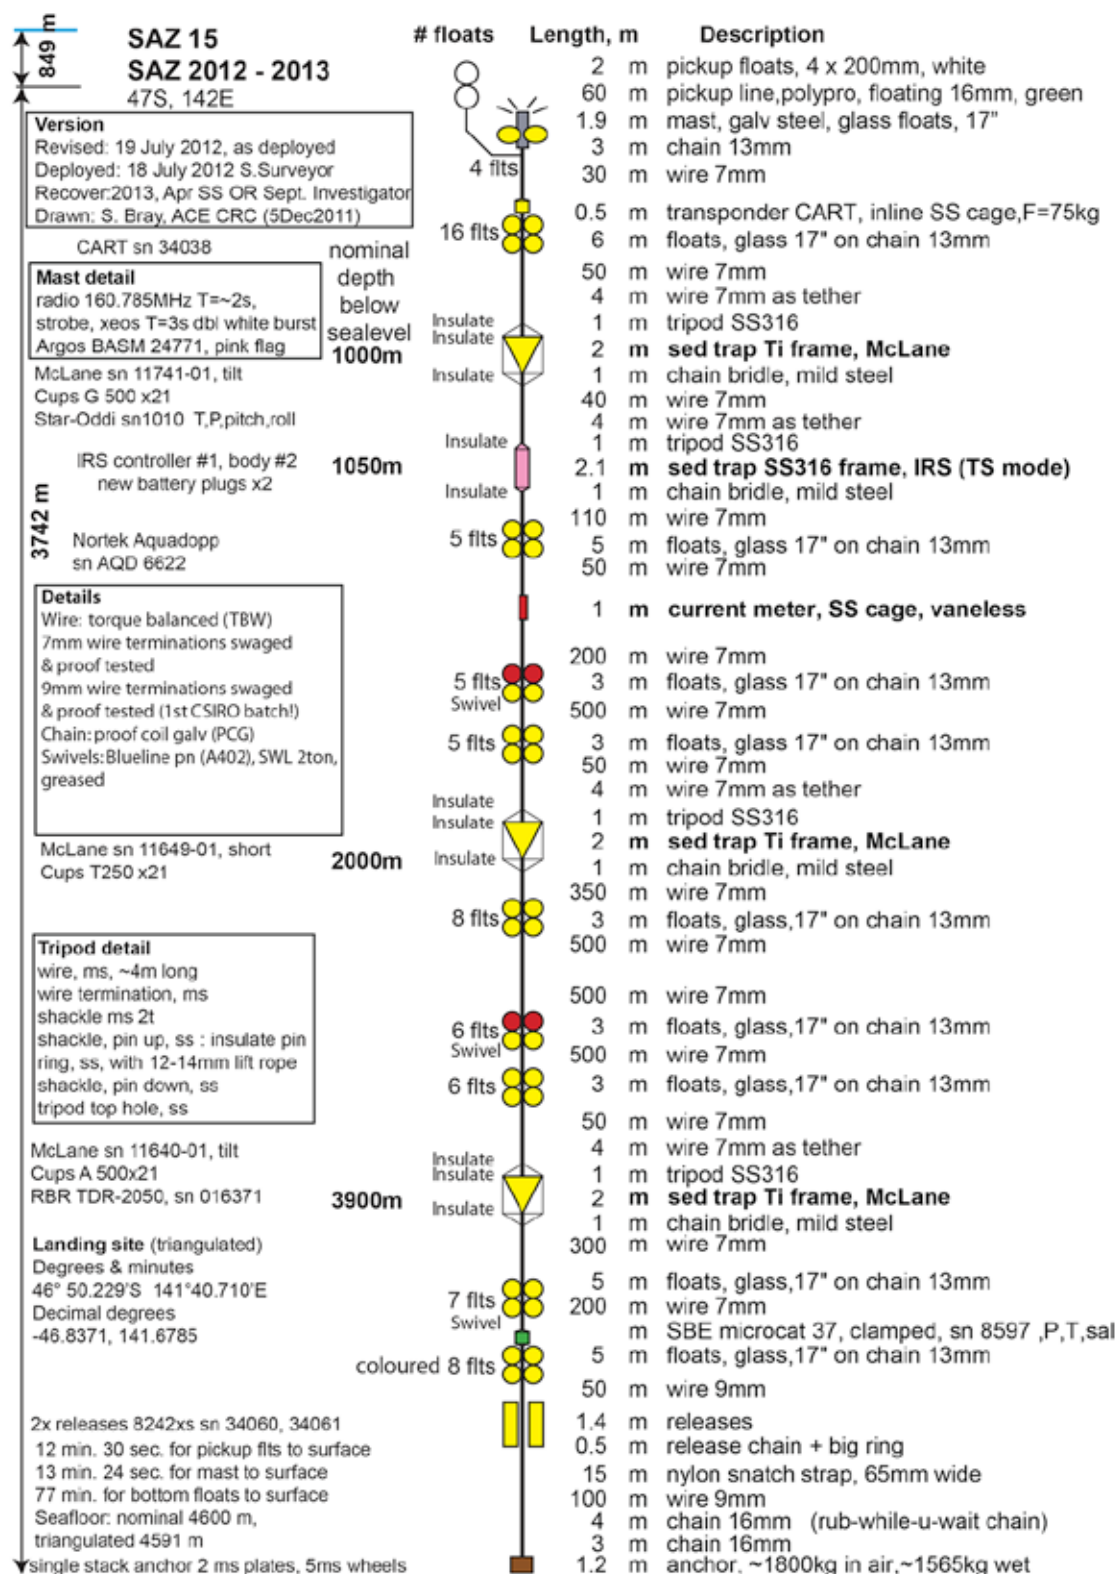 849 m
SAZ 15
SAZ 2012 - 2013
47S, 142E
Version
Revised: 19 July 2012, as deployed
Deployed: 18 July 2012 S.Surveyor
Recover:2013, Apr SS OR Sept. Investigator
Drawn: S. Bray, ACE CRC (5Dec2011)
CART sn 34038
nominal
depth
below
sealevel
Mast detail
radio 160.785MHz T=~2s,
strobe, xeos T=3s dbl white burst
Argos BASM 24771, pink flag
1000m
McLane sn 11741-01, tilt
Cups G 500 x21
Star-Oddi sn1010 T,P,pitch,roll
IRS controller #1, body #2
new battery plugs x2
1050m
3742 m
Nortek Aquadopp
sn AQD 6622
Details
Wire: torque balanced (TBW)
7mm wire terminations swaged
& proof tested
9mm wire terminations swaged
& proof tested (1st CSIRO batch!)
Chain: proof coil galv (PCG)
Swivels: Blueline pn (A402), SWL 2ton,
greased
McLane sn 11649-01, short
Cups T250 x21
2000m
Tripod detail
wire, ms, ~4m long
wire termination, ms
shackle ms 2t
shackle, pin up, ss : insulate pin
ring, ss, with 12-14mm lift rope
shackle, pin down, ss
tripod top hole, ss
McLane sn 11640-01, tilt
Cups A 500x21
RBR TDR-2050, sn 016371
3900m
Landing site (triangulated)
Degrees & minutes
46° 50.229'S 141°40.710'E
Decimal degrees
-46.8371, 141.6785
2x releases 8242xs sn 34060, 34061
12 min. 30 sec. for pickup flts to surface
13 min. 24 sec. for mast to surface
77 min. for bottom floats to surface
Seafloor: nominal 4600 m,
triangulated 4591 m
single stack anchor 2 ms plates, 5ms wheels
# floats Length, m Description
2 m pickup floats, 4 x 200mm, white
60 m pickup line,polypro, floating 16mm, green
1.9 m mast, galv steel, glass floats, 17"
3 m chain 13mm
4 flts
30 m wire 7mm
0.5 m transponder CART, inline SS cage,F=75kg
16 flts 6 m floats, glass 17" on chain 13mm
50 m wire 7mm
4 m wire 7mm as tether
Insulate 1 m tripod SS316
Insulate
2 m sed trap Ti frame, McLane
Insulate 1 m chain bridle, mild steel
40 m wire 7mm
4 m wire 7mm as tether
Insulate 1 m tripod SS316
2.1 m sed trap SS316 frame, IRS (TS mode)
Insulate 1 m chain bridle, mild steel
110 m wire 7mm
5 flts 5 m floats, glass 17" on chain 13mm
50 m wire 7mm
1 m current meter, SS cage, vaneless
200 m wire 7mm
5 flts 3 m floats, glass 17" on chain 13mm
Swivel
500 m wire 7mm
5 flts 3 m floats, glass 17" on chain 13mm
50 m wire 7mm
4 m wire 7mm as tether
Insulate
Insulate 1 m tripod SS316
2 m sed trap Ti frame, McLane
Insulate 1 m chain bridle, mild steel
350 m wire 7mm
8 flts 3 m floats, glass,17" on chain 13mm
500 m wire 7mm
500 m wire 7mm
6 flts 3 m floats, glass,17" on chain 13mm
Swivel
500 m wire 7mm
6 flts 3 m floats, glass,17" on chain 13mm
50 m wire 7mm
4 m wire 7mm as tether
Insulate
Insulate 1 m tripod SS316
2 m sed trap Ti frame, McLane
Insulate 1 m chain bridle, mild steel
300 m wire 7mm
5 m floats, glass,17" on chain 13mm
7 flts 200 m wire 7mm
Swivel
m SBE microcat 37, clamped, sn 8597 ,P,T,sal
coloured 8 flts 5 m floats, glass,17" on chain 13mm
50 m wire 9mm
1.4 m releases
0.5 m release chain + big ring
15 m nylon snatch strap, 65mm wide
100 m wire 9mm
4 m chain 16mm (rub-while-u-wait chain)
3 m chain 16mm
1.2 m anchor, ~1800kg in air,~1565kg wet